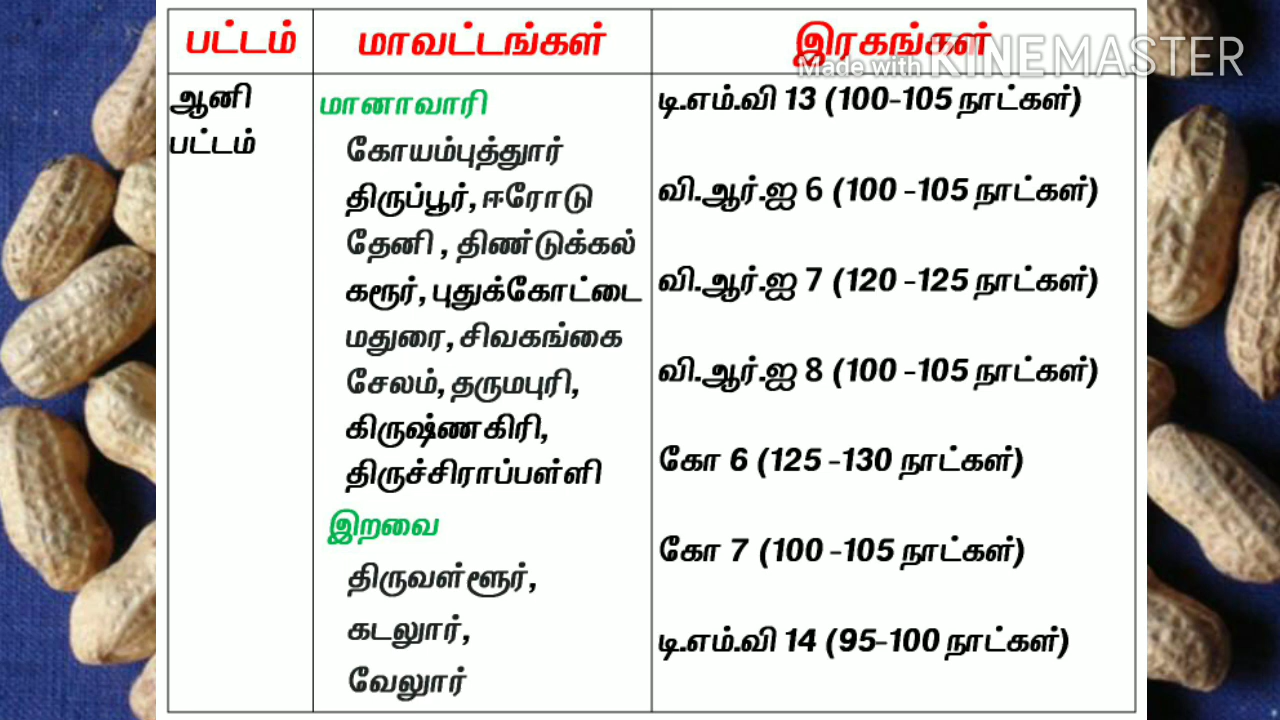 பட்டம்
மாவட்டங்கள்
இரகங்கள்
Made with KINEMASTER
ஆனி
பட்டம்
மானாவாரி
கோயம்புத்துார்
திருப்பூர், ஈரோடு
தேனி , திண்டுக்கல்
கரூர், புதுக்கோட்டை
மதுரை, சிவகங்கை
சேலம், தருமபுரி,
கிருஷ்ணகிரி,
திருச்சிராப்பள்ளி
இறவை
திருவள்ளூர்,
கடலுார்,
வேலுார்
டி.எம்.வி 13 (100-105 நாட்கள்)
வி.ஆர்.ஐ 6 (100 -105 நாட்கள்)
வி.ஆர்.ஐ 7 (120 -125 நாட்கள்)
வி.ஆர்.ஐ 8 (100 -105 நாட்கள்)
கோ 6 (125 -130 நாட்கள்)
கோ 7 (100 -105 நாட்கள்)
டி.எம்.வி 14 (95-100 நாட்கள்)